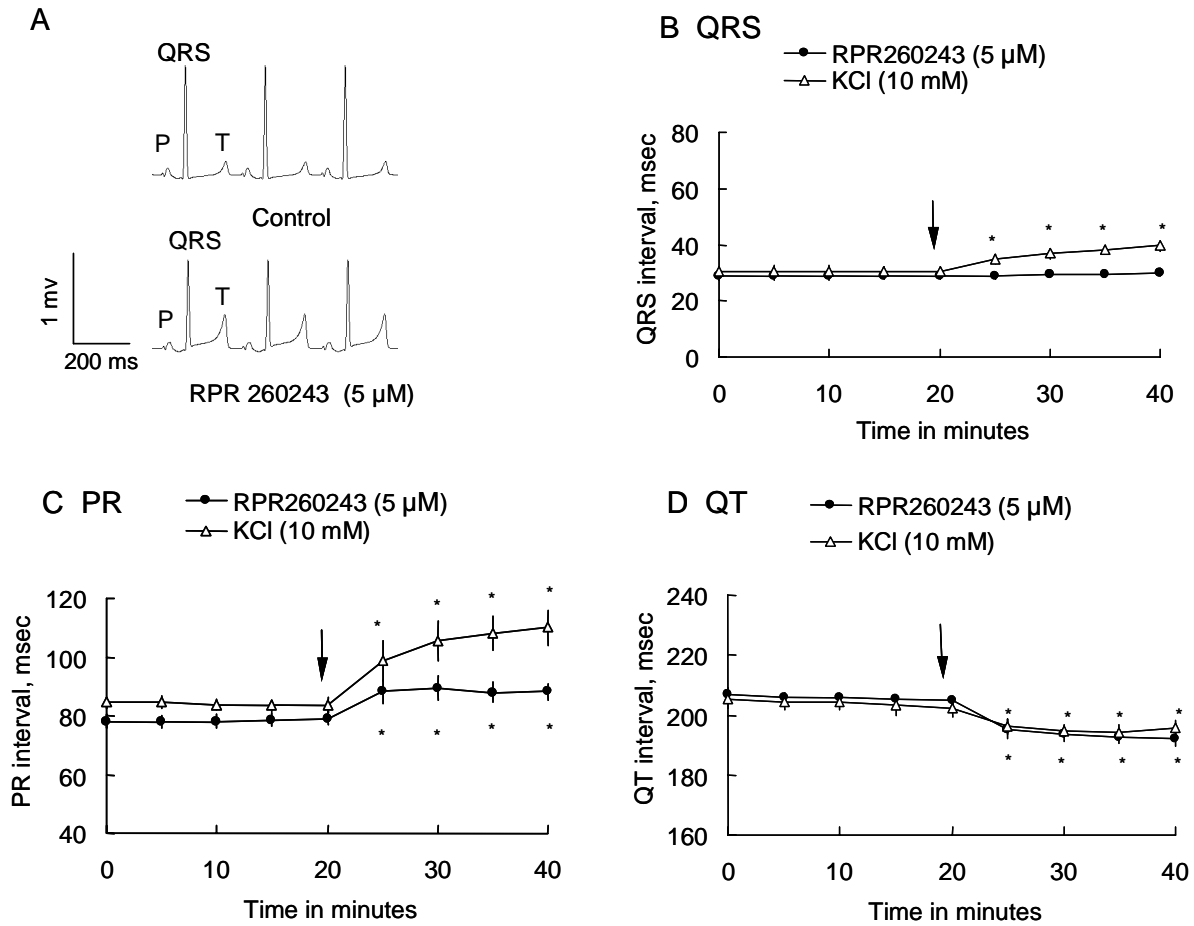 A
QRS
P
T
Control
QRS
T
P
1 mv
200 ms
RPR 260243 (5 µM)
B QRS
RPR260243 (5 µM)
KCl (10 mM)
QRS interval, msec
80
60
40
20
0
* * * *
0 10 20 30 40
Time in minutes
C PR
RPR260243 (5 µM)
KCl (10 mM)
PR interval, msec
120
100
80
60
40
* * * *
* * * *
0 10 20 30 40
Time in minutes
D QT
RPR260243 (5 µM)
KCl (10 mM)
QT interval, msec
240
220
200
180
160
* * * *
* * * *
0 10 20 30 40
Time in minutes